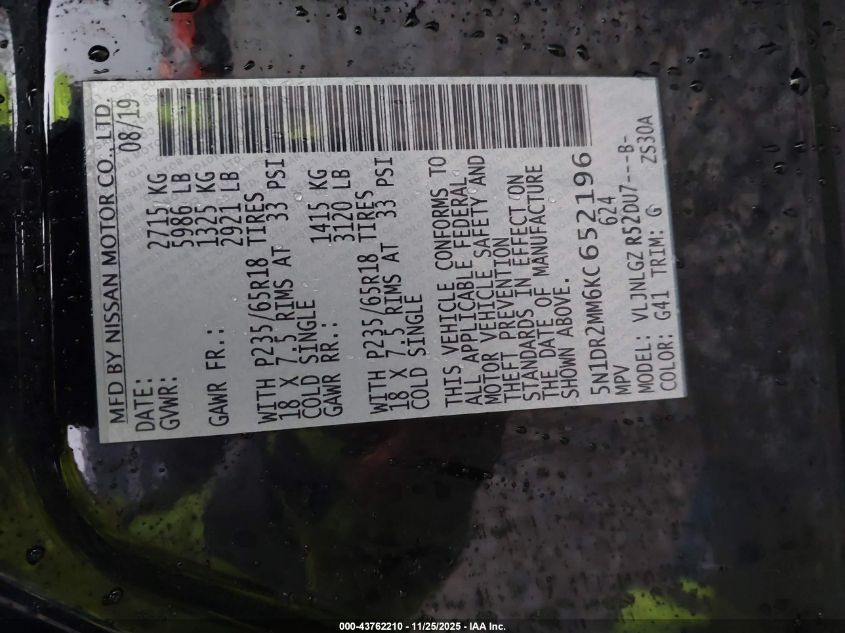 MFD BY NISSAN MOTOR CO., LTD.
DATE: 08/19
GVWR: 2715 KG
5986 LB
GAWR FR.: 1325 KG
2921 LB
WITH P235/65R18 TIRES
18 X 7.5 RIMS AT 33 PSI
COLD SINGLE
GAWR RR.: 1415 KG
3120 LB
WITH P235/65R18 TIRES
18 X 7.5 RIMS AT 33 PSI
COLD SINGLE
THIS VEHICLE CONFORMS TO
ALL APPLICABLE FEDERAL
MOTOR VEHICLE SAFETY AND
THEFT PREVENTION
STANDARDS IN EFFECT ON
THE DATE OF MANUFACTURE
SHOWN ABOVE.
5N1DR2MM6KC652196
MPV 624
MODEL: VLJNLGZ R52DU7---B-
COLOR: G41 TRIM: G ZS30A
000-43762210 - 11/25/2025 - IAA Inc.